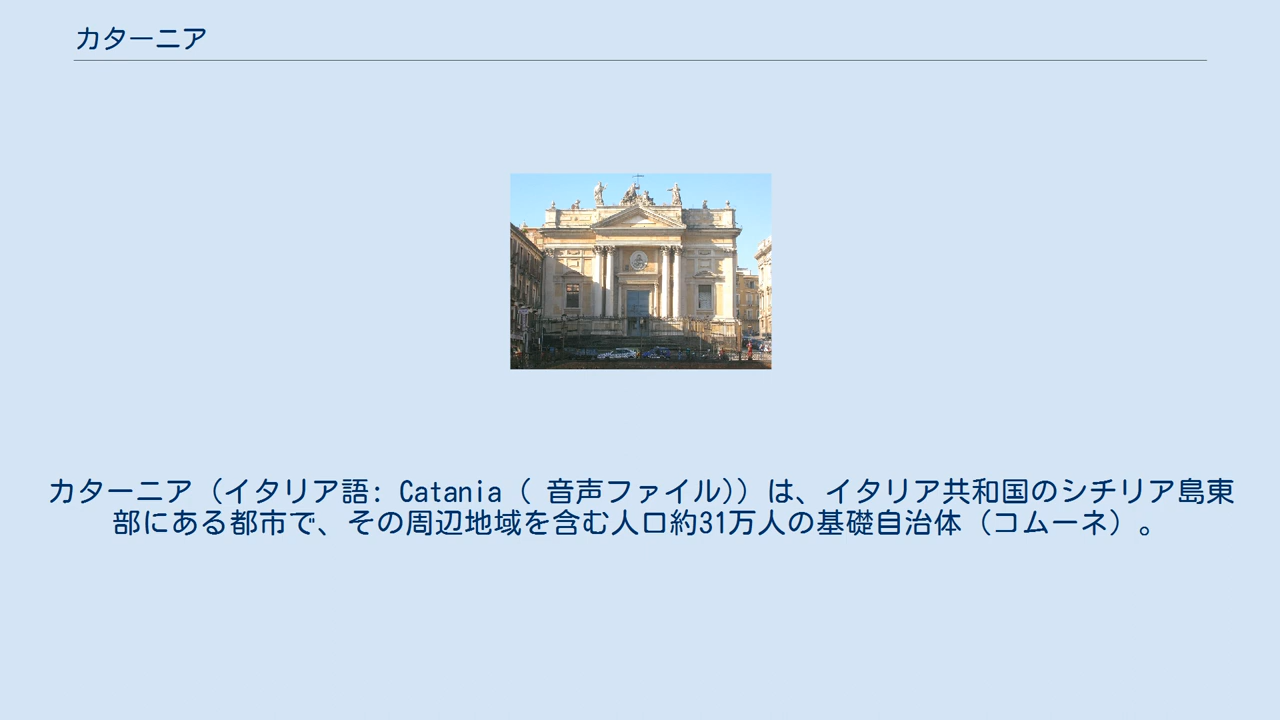 カターニア
カターニア（イタリア語: Catania ( 音声ファイル)）は、イタリア共和国のシチリア島東
部にある都市で、その周辺地域を含む人口約31万人の基礎自治体（コムーネ）。